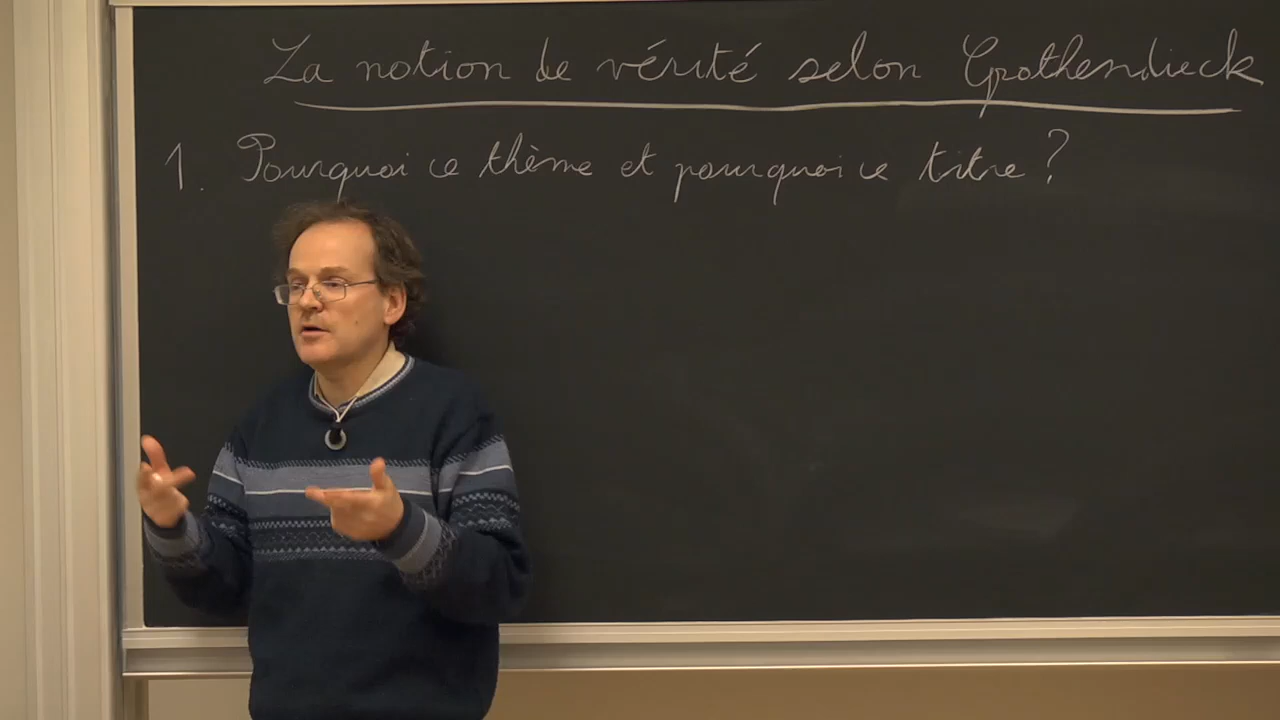 La notion de vérité selon Grothendieck
1. Pourquoi ce thème et pourquoi ce titre ?